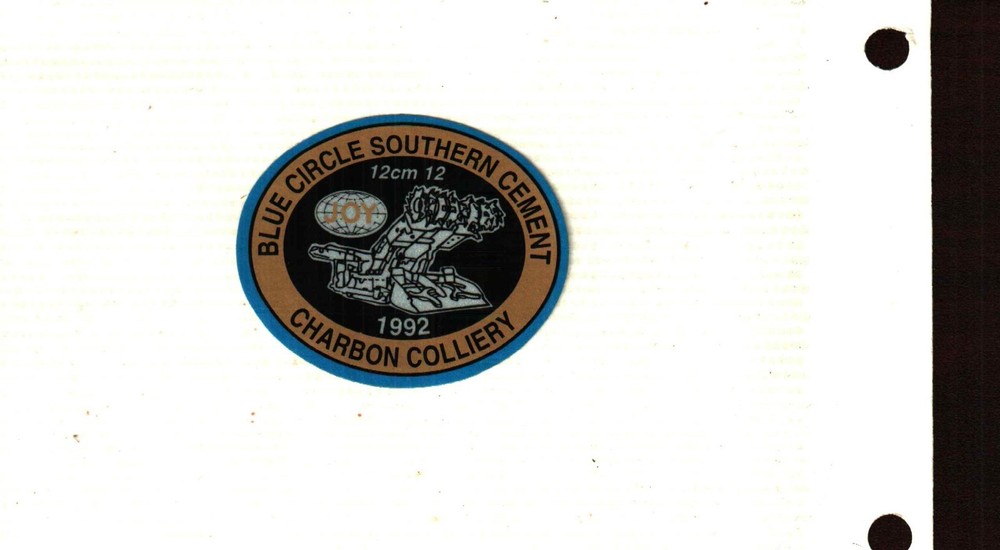 BLUE CIRCLE SOUTHERN CEMENT
12cm 12
JOY
1992
CHARBON COLLIERY